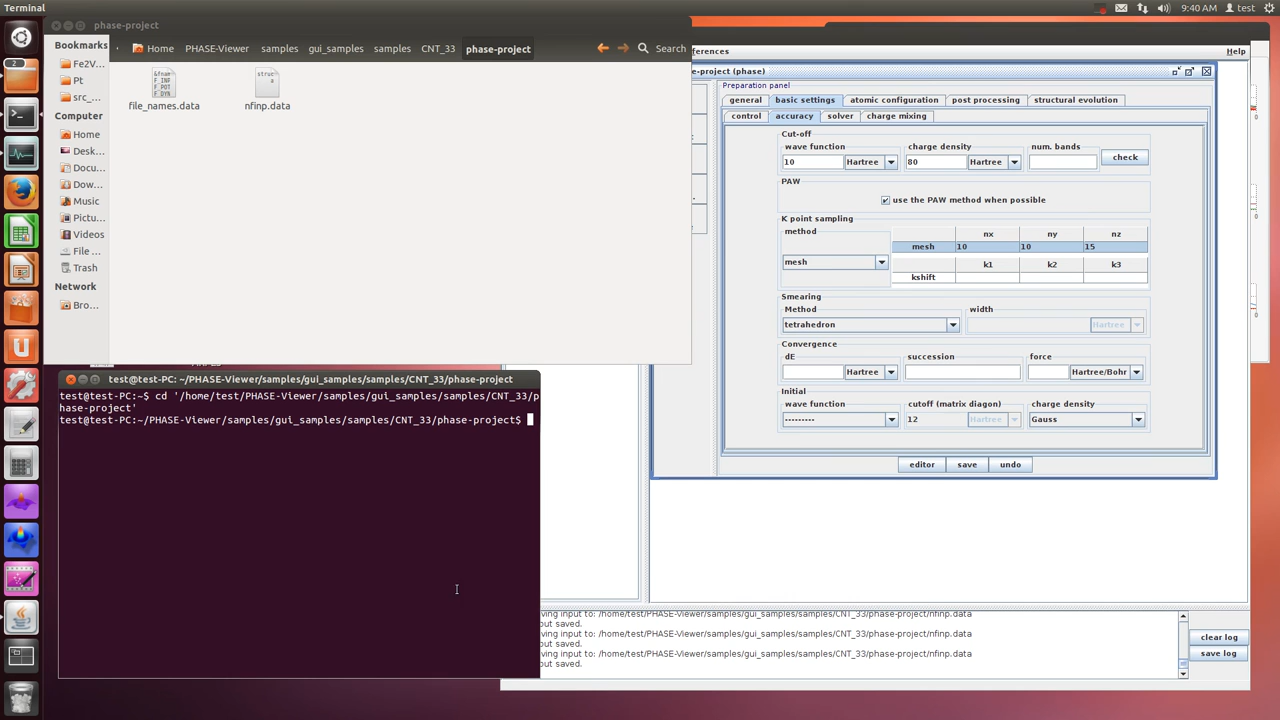 Terminal
9:40 AM
test
phase-project
Bookmarks
Fe2V...
Pt
src_...
Computer
Home
Desk...
Docu...
Dow...
Music
Pictu...
Videos
File ...
Trash
Network
Bro...
Home
PHASE-Viewer
samples
gui_samples
samples
CNT_33
phase-project
Search
file_names.data
nfinp.data
2
test@test-PC: ~/PHASE-Viewer/samples/gui_samples/samples/CNT_33/phase-project
test@test-PC:~$ cd '/home/test/PHASE-Viewer/samples/gui_samples/samples/CNT_33/p
hase-project'
test@test-PC:~/PHASE-Viewer/samples/gui_samples/samples/CNT_33/phase-project$
ferences
Help
e-project (phase)
Preparation panel
general
basic settings
atomic configuration
post processing
structural evolution
control
accuracy
solver
charge mixing
Cut-off
wave function
charge density
num. bands
10
Hartree
80
Hartree
check
PAW
use the PAW method when possible
K point sampling
method
mesh
nx
ny
nz
mesh
10
10
15
k1
k2
k3
kshift
Smearing
Method
width
tetrahedron
Hartree
Convergence
dE
succession
force
Hartree
Hartree/Bohr
Initial
wave function
cutoff (matrix diagon)
charge density
---------
12
Hartree
Gauss
editor
save
undo
ving input to: /home/test/PHASE-Viewer/samples/gui_samples/samples/CNT_33/phase-project/nfinp.data
out saved.
ving input to: /home/test/PHASE-Viewer/samples/gui_samples/samples/CNT_33/phase-project/nfinp.data
out saved.
ving input to: /home/test/PHASE-Viewer/samples/gui_samples/samples/CNT_33/phase-project/nfinp.data
out saved.
clear log
save log